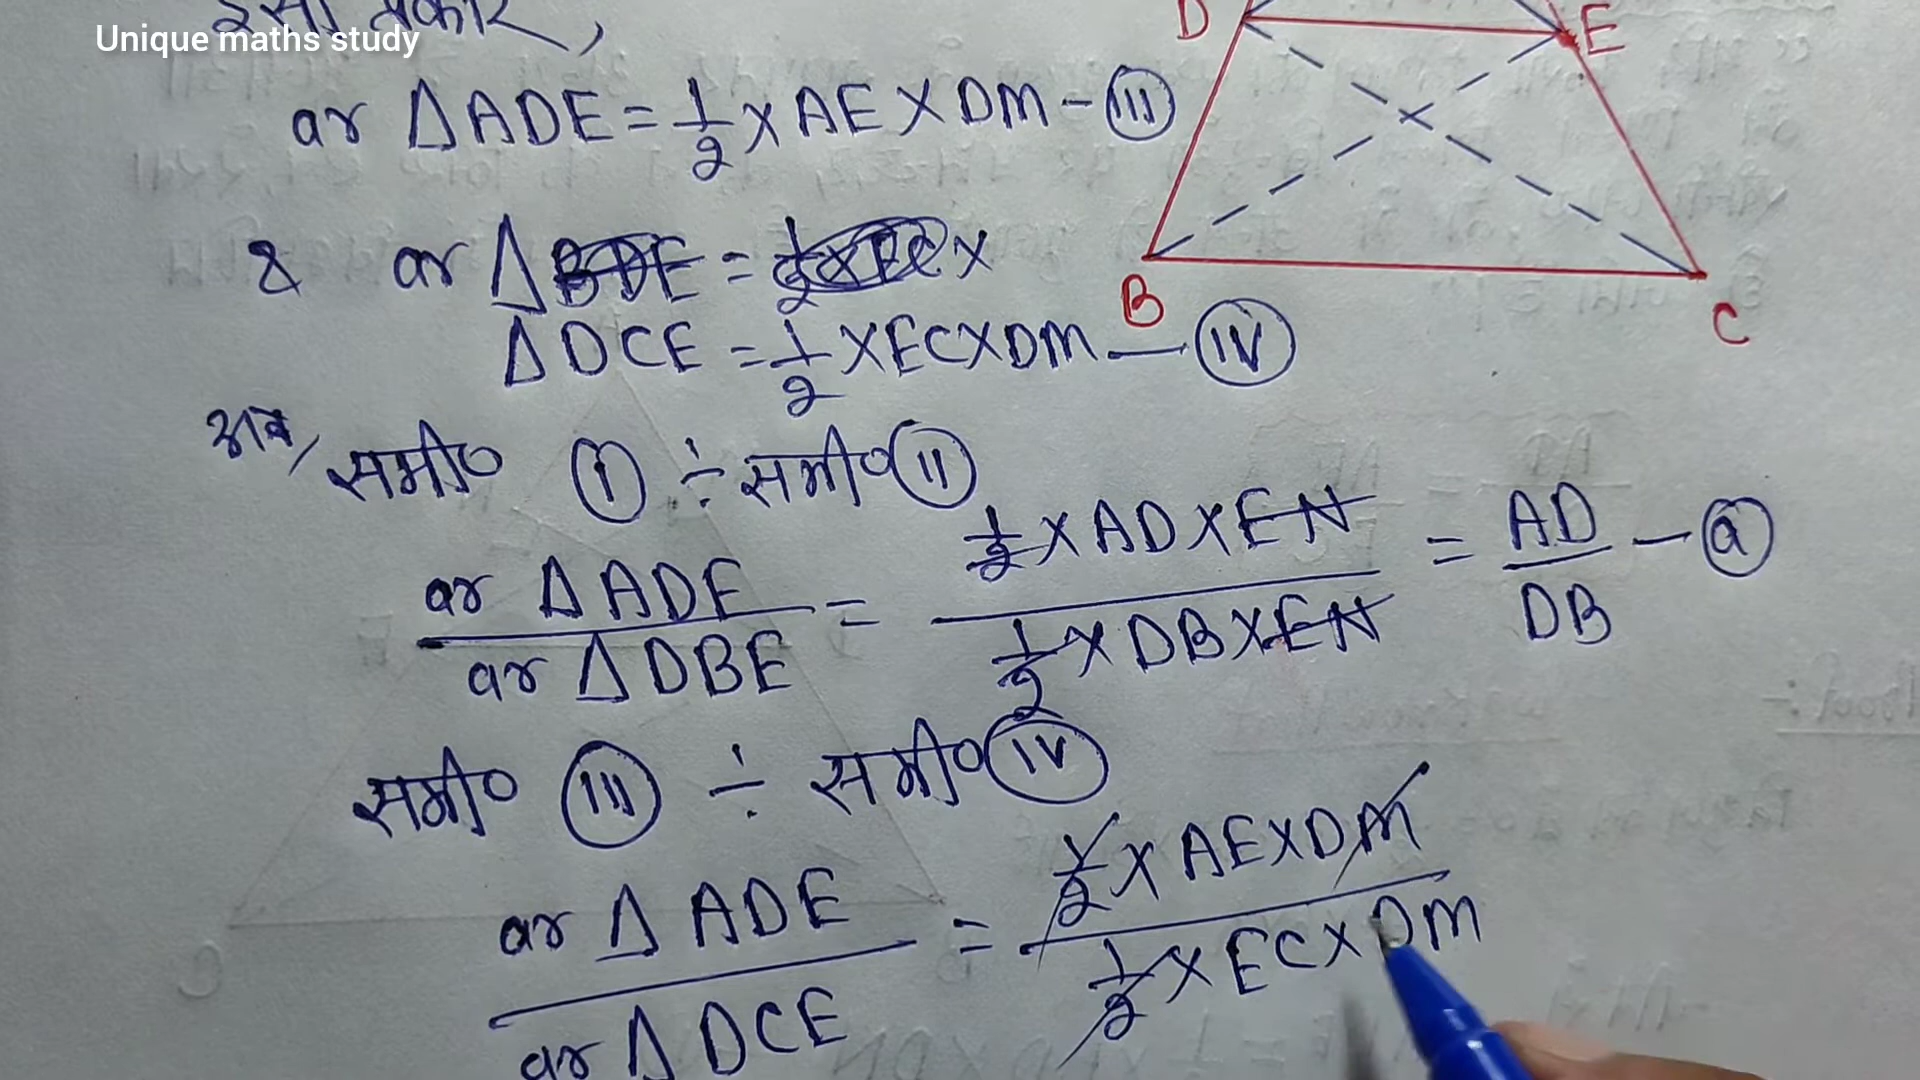 इसी प्रकार,
Unique maths study
D E
ar Δ ADE = 1/2 × AE × DM - III
& ar Δ BDE = 1/2 × EC ×
B C
Δ DCE = 1/2 × EC × DM — IV
अब, समी० I ÷ समी० II
ar Δ ADE / ar Δ DBE = 1/2 × AD × EN / 1/2 × DB × EN = AD / DB - a
समी० III ÷ समी० IV
ar Δ ADE / ar Δ DCE = 1/2 × AE × DM / 1/2 × EC × DM